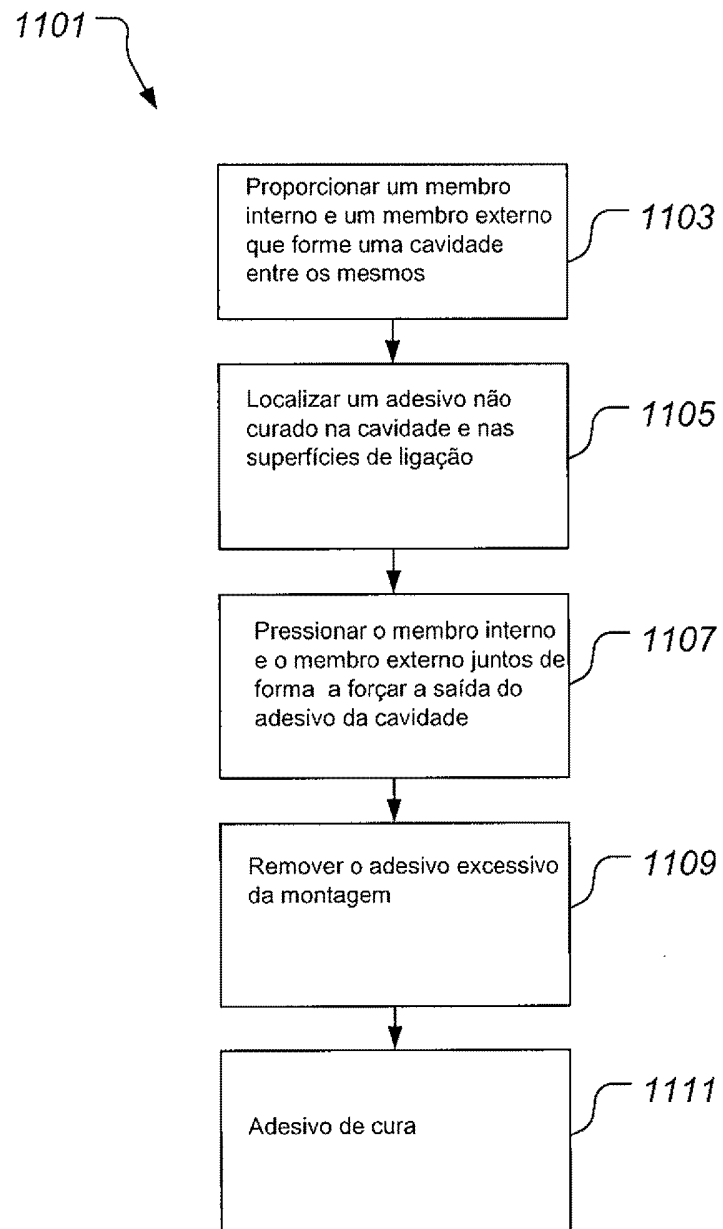 1101
Proporcionar um membro
interno e um membro externo
que forme uma cavidade
entre os mesmos
1103
Localizar um adesivo não
curado na cavidade e nas
superfícies de ligação
1105
Pressionar o membro interno
e o membro externo juntos de
forma a forçar a saída do
adesivo da cavidade
1107
Remover o adesivo excessivo
da montagem
1109
Adesivo de cura
1111